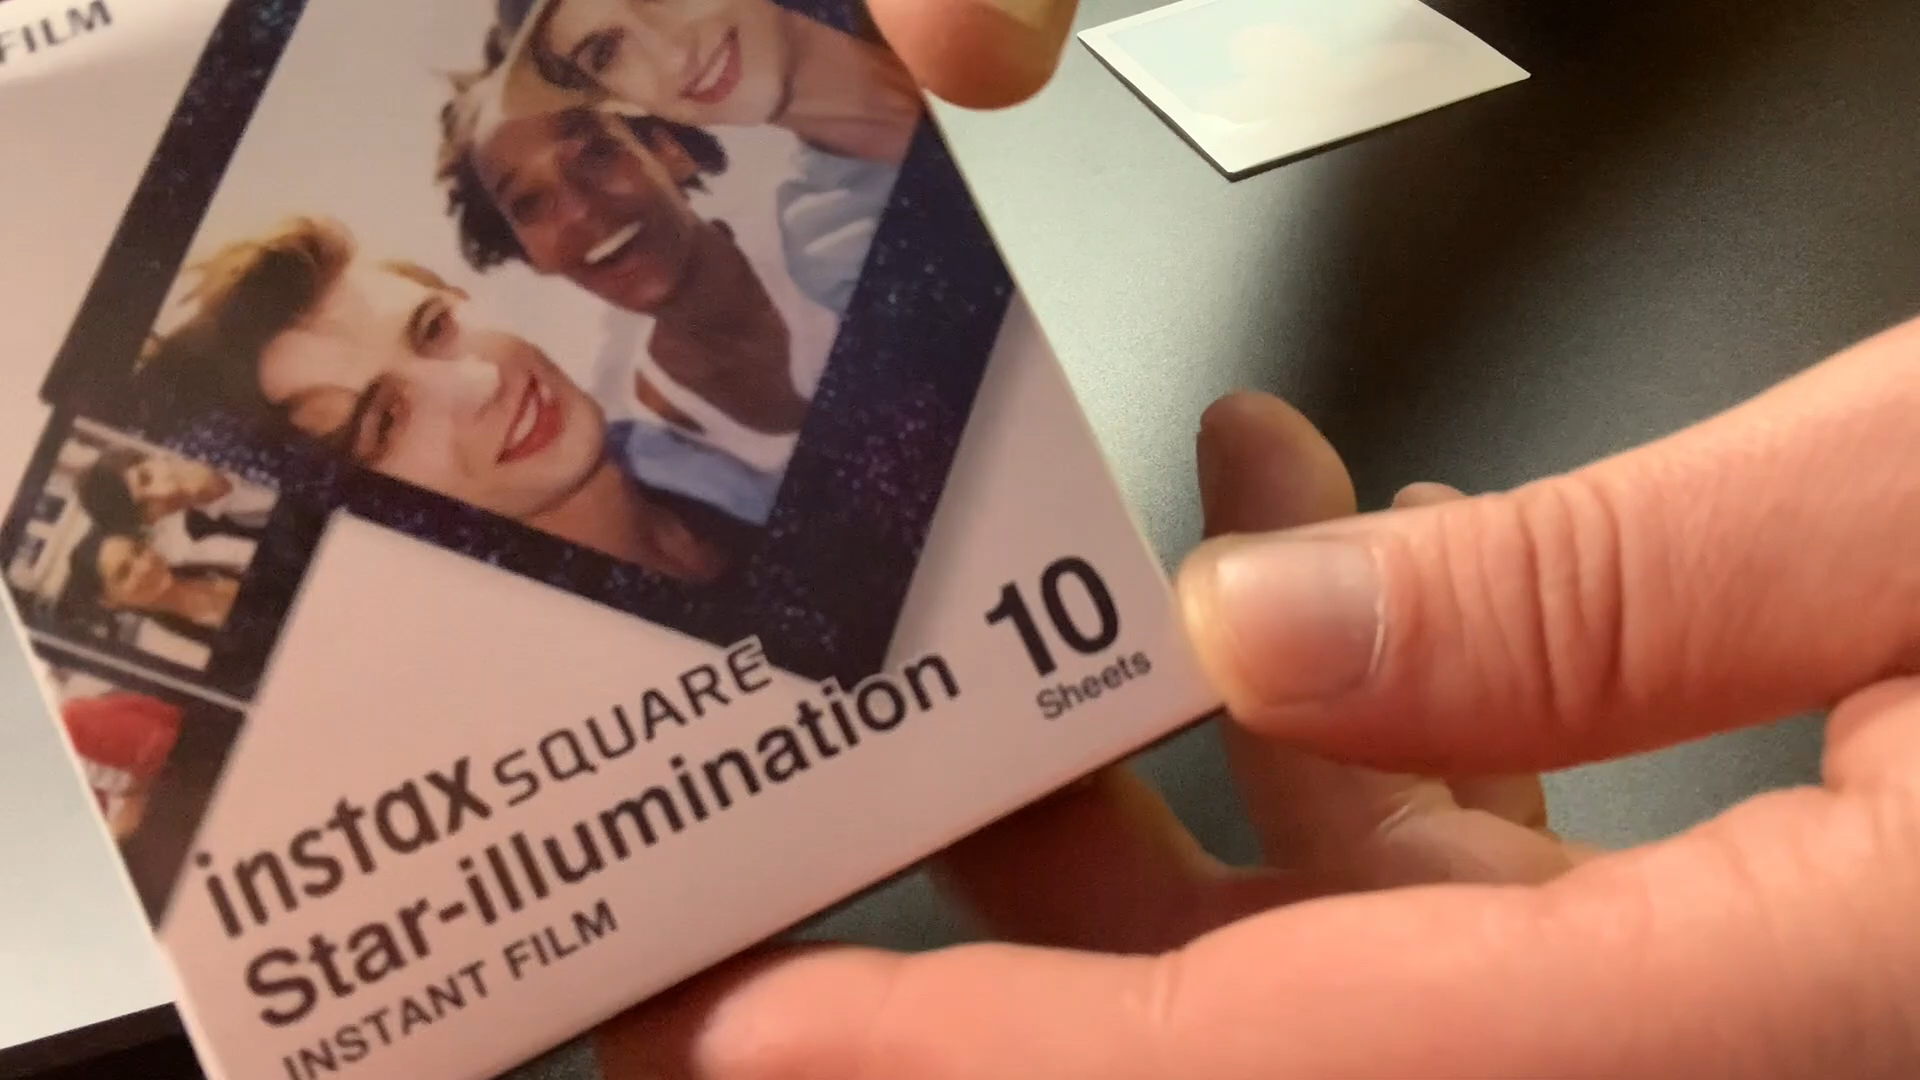 FILM
instax SQUARE
Star-illumination
10
Sheets
INSTANT FILM